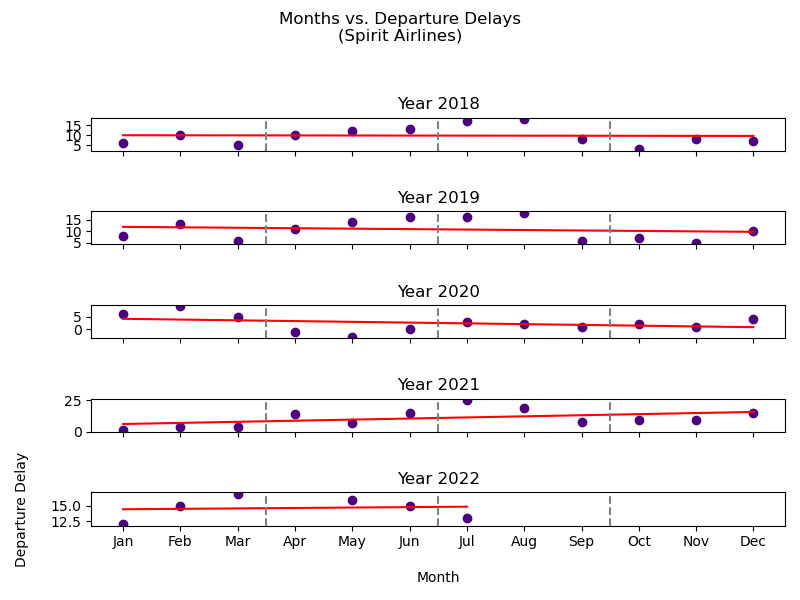 Months vs. Departure Delays
(Spirit Airlines)
Year 2018
15
10
5
Year 2019
15
10
5
Year 2020
5
0
Year 2021
25
0
Year 2022
15.0
12.5
Jan Feb Mar Apr May Jun Jul Aug Sep Oct Nov Dec
Month
Departure Delay